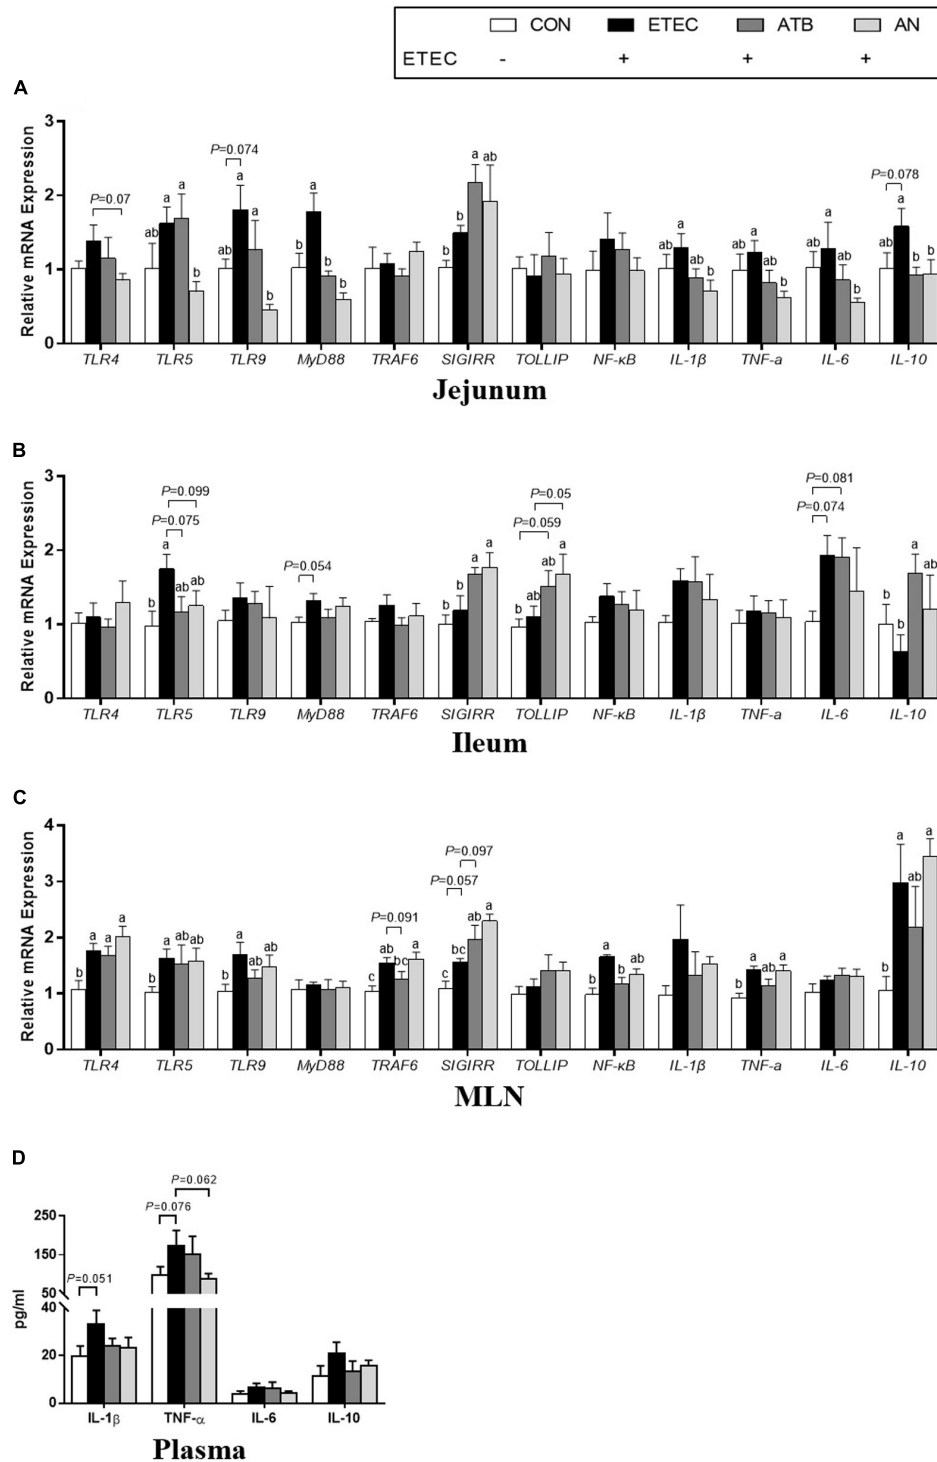 CON ETEC ATB AN
ETEC - + + +
A
Relative mRNA Expression
3
2
1
0
P=0.07
P=0.074
P=0.078
ab a a b
ab a a b
b a b b
b b a ab
ab a ab b
ab a ab b
ab a ab b
b a b b
TLR4 TLR5 TLR9 MyD88 TRAF6 SIGIRR TOLLIP NF-κB IL-1β TNF-a IL-6 IL-10
Jejunum
B
Relative mRNA Expression
3
2
1
0
P=0.099
P=0.075
P=0.054
P=0.05
P=0.059
P=0.081
P=0.074
b a ab ab
b b a a
b ab ab a
b b a ab
TLR4 TLR5 TLR9 MyD88 TRAF6 SIGIRR TOLLIP NF-κB IL-1β TNF-a IL-6 IL-10
Ileum
C
Relative mRNA Expression
4
3
2
1
0
P=0.091
P=0.097
P=0.057
b a a a
b a ab ab
b a ab ab
c ab bc a
c bc ab a
b a b ab
b a ab a
b a ab a
TLR4 TLR5 TLR9 MyD88 TRAF6 SIGIRR TOLLIP NF-κB IL-1β TNF-a IL-6 IL-10
MLN
D
pg/ml
250
150
50
40
20
0
P=0.051
P=0.076
P=0.062
IL-1β TNF-α IL-6 IL-10
Plasma